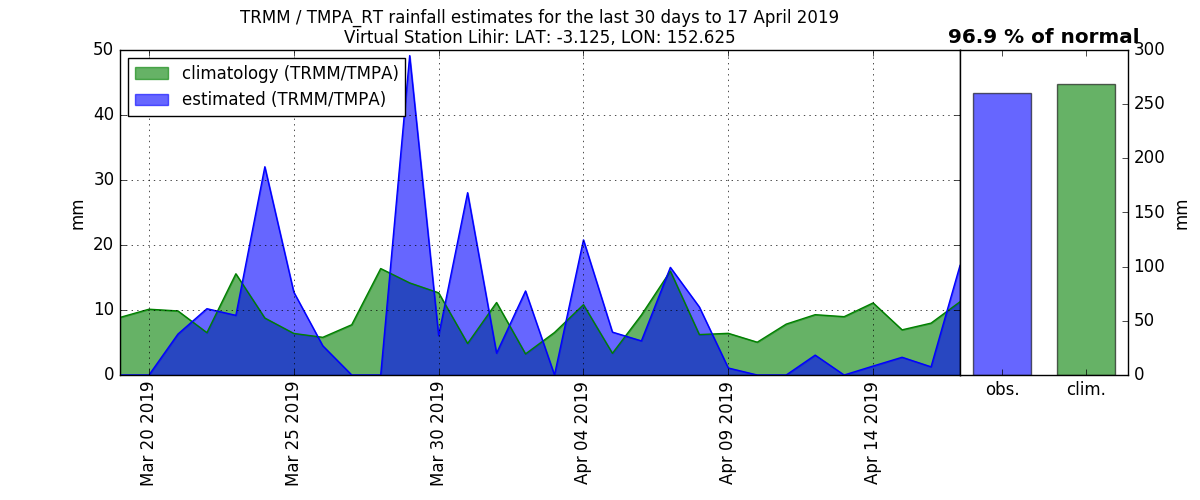 TRMM / TMPA_RT rainfall estimates for the last 30 days to 17 April 2019
Virtual Station Lihir: LAT: -3.125, LON: 152.625
96.9 % of normal
climatology (TRMM/TMPA)
estimated (TRMM/TMPA)
mm
50
40
30
20
10
0
Mar 20 2019
Mar 25 2019
Mar 30 2019
Apr 04 2019
Apr 09 2019
Apr 14 2019
obs.
clim.
300
250
200
150
100
50
0
mm